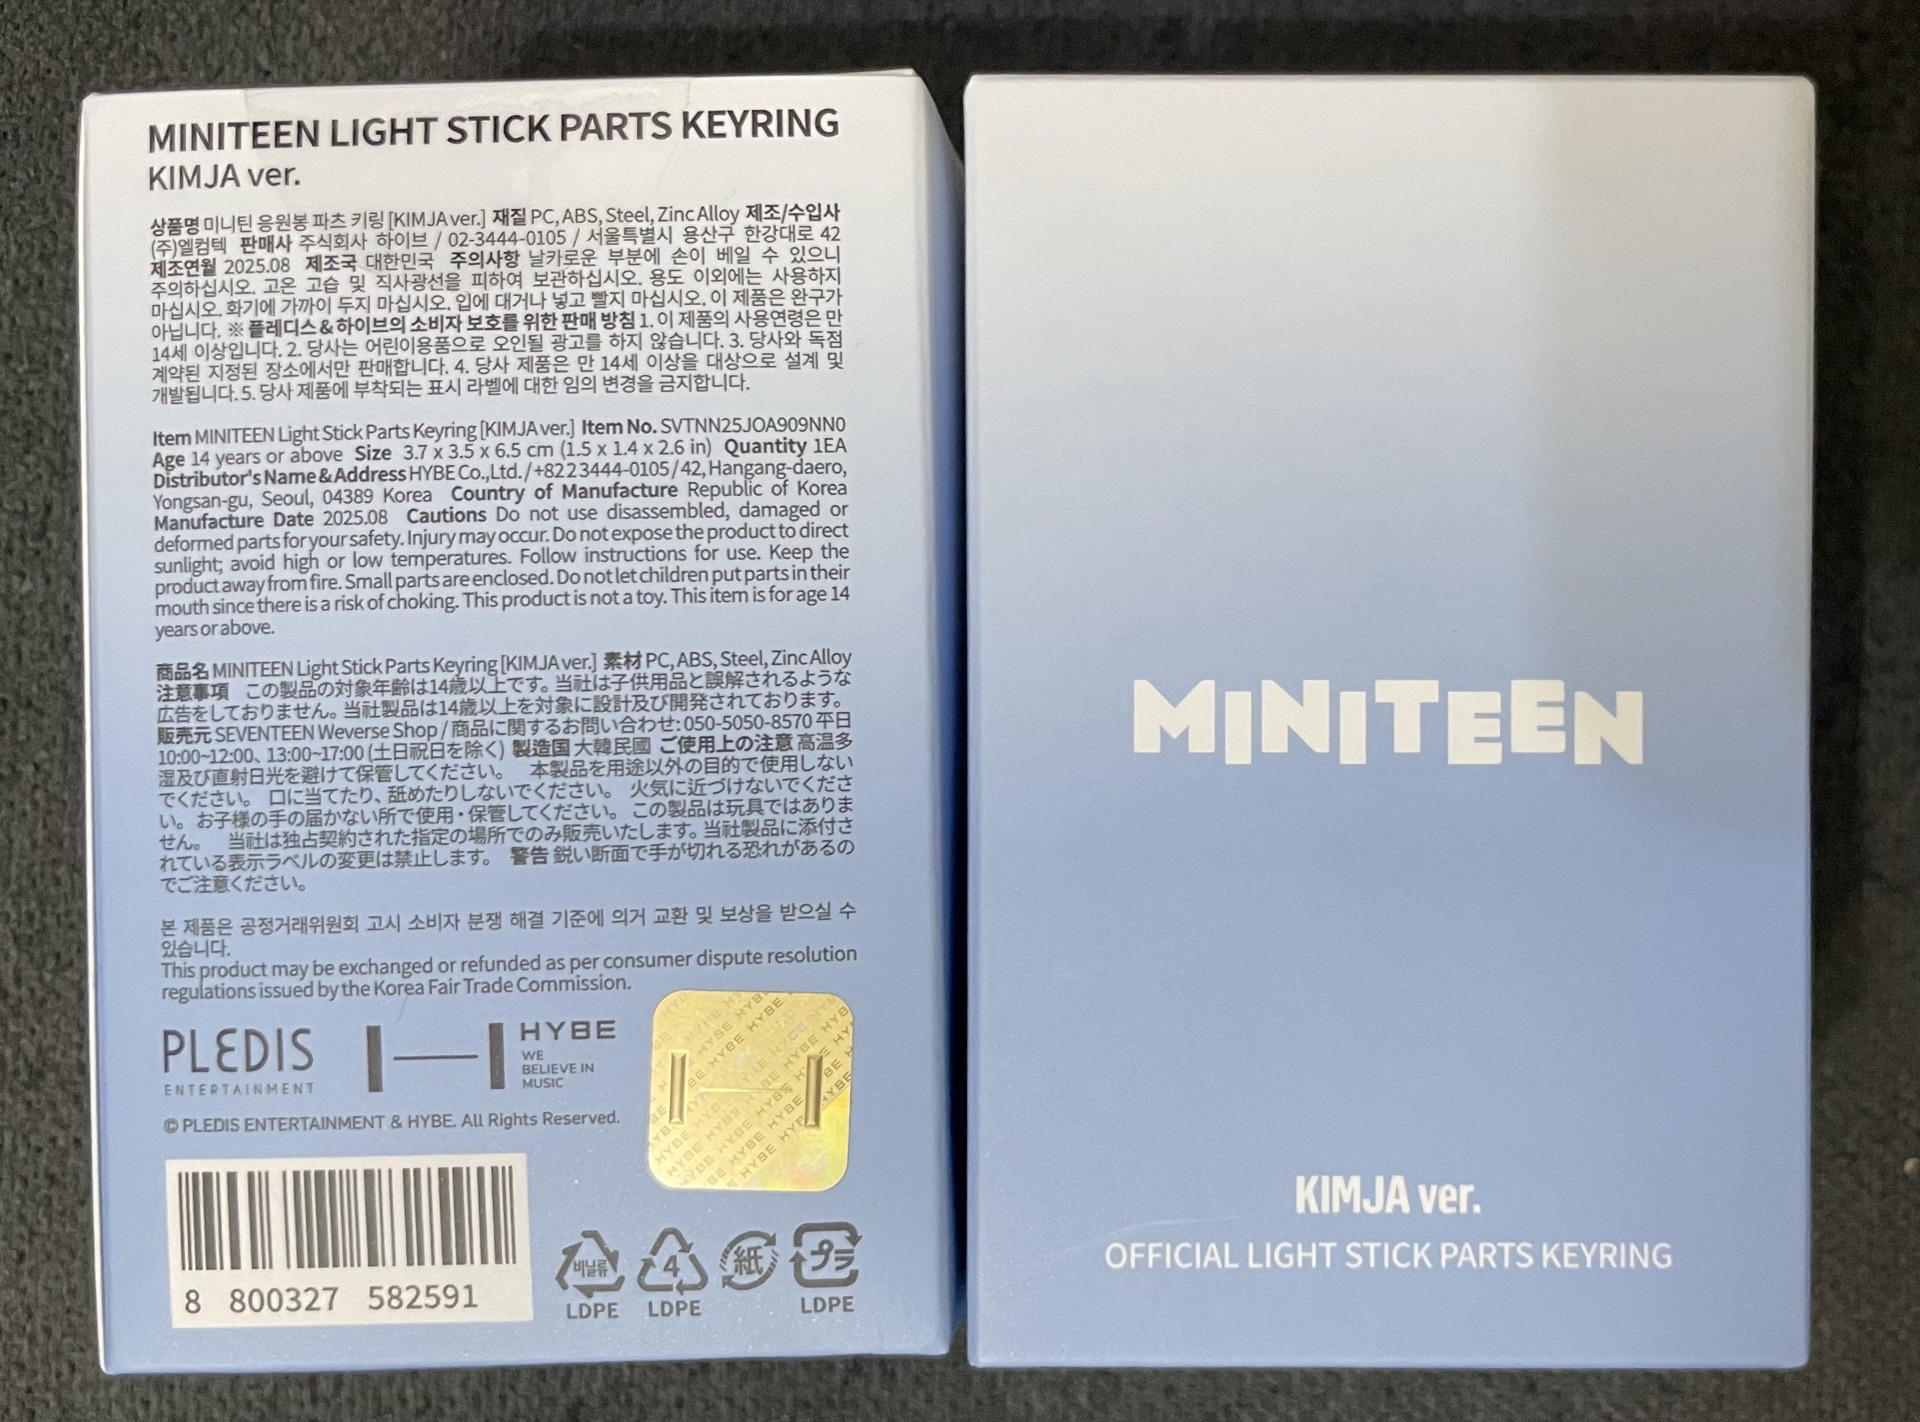 MINITEEN LIGHT STICK PARTS KEYRING
KIMJA ver.
상품명 미니틴 응원봉 파츠 키링 [KIMJA ver.] 재질 PC, ABS, Steel, Zinc Alloy 제조/수입사
(주)엘컴텍 판매사 주식회사 하이브 / 02-3444-0105 / 서울특별시 용산구 한강대로 42
제조연월 2025.08 제조국 대한민국 주의사항 날카로운 부분에 손이 베일 수 있으니
주의하십시오. 고온 고습 및 직사광선을 피하여 보관하십시오. 용도 이외에는 사용하지
마십시오. 화기에 가까이 두지 마십시오. 입에 대거나 넣고 빨지 마십시오. 이 제품은 완구가
아닙니다. ※ 플레디스 & 하이브의 소비자 보호를 위한 판매 방침 1. 이 제품의 사용연령은 만
14세 이상입니다. 2. 당사는 어린이용품으로 오인될 광고를 하지 않습니다. 3. 당사와 독점
계약된 지정된 장소에서만 판매합니다. 4. 당사 제품은 만 14세 이상을 대상으로 설계 및
개발됩니다. 5. 당사 제품에 부착되는 표시 라벨에 대한 임의 변경을 금지합니다.
Item MINITEEN Light Stick Parts Keyring [KIMJA ver.] Item No. SVTNN25JOA909NN0
Age 14 years or above Size 3.7 x 3.5 x 6.5 cm (1.5 x 1.4 x 2.6 in) Quantity 1EA
Distributor's Name & Address HYBE Co., Ltd. / +82 2 3444-0105 / 42, Hangang-daero,
Yongsan-gu, Seoul, 04389 Korea Country of Manufacture Republic of Korea
Manufacture Date 2025.08 Cautions Do not use disassembled, damaged or
deformed parts for your safety. Injury may occur. Do not expose the product to direct
sunlight; avoid high or low temperatures. Follow instructions for use. Keep the
product away from fire. Small parts are enclosed. Do not let children put parts in their
mouth since there is a risk of choking. This product is not a toy. This item is for age 14
years or above.
商品名 MINITEEN Light Stick Parts Keyring [KIMJA ver.] 素材 PC, ABS, Steel, Zinc Alloy
注意事項 この製品の対象年齢は14歳以上です。当社は子供用品と誤解されるような
広告をしておりません。当社製品は14歳以上を対象に設計及び開発されております。
販売元 SEVENTEEN Weverse Shop / 商品に関するお問い合わせ: 050-5050-8570 平日
10:00~12:00、13:00~17:00 (土日祝日を除く) 製造国 大韓民國 ご使用上の注意 高温多
湿及び直射日光を避けて保管してください。 本製品を用途以外の目的で使用しない
でください。 口に当てたり、舐めたりしないでください。 火気に近づけないでくださ
い。 お子様の手の届かない所で使用・保管してください。 この製品は玩具ではありま
せん。 当社は独占契約された指定の場所でのみ販売いたします。当社製品に添付さ
れている表示ラベルの変更は禁止します。 警告 鋭い断面で手が切れる恐れがあるの
でご注意ください。
본 제품은 공정거래위원회 고시 소비자 분쟁 해결 기준에 의거 교환 및 보상을 받으실 수
있습니다.
This product may be exchanged or refunded as per consumer dispute resolution
regulations issued by the Korea Fair Trade Commission.
PLEDIS
ENTERTAINMENT
HYBE
WE
BELIEVE IN
MUSIC
© PLEDIS ENTERTAINMENT & HYBE. All Rights Reserved.
8 800327 582591
비닐류
LDPE
4
LDPE
紙
プラ
LDPE
MINITEEN
KIMJA ver.
OFFICIAL LIGHT STICK PARTS KEYRING